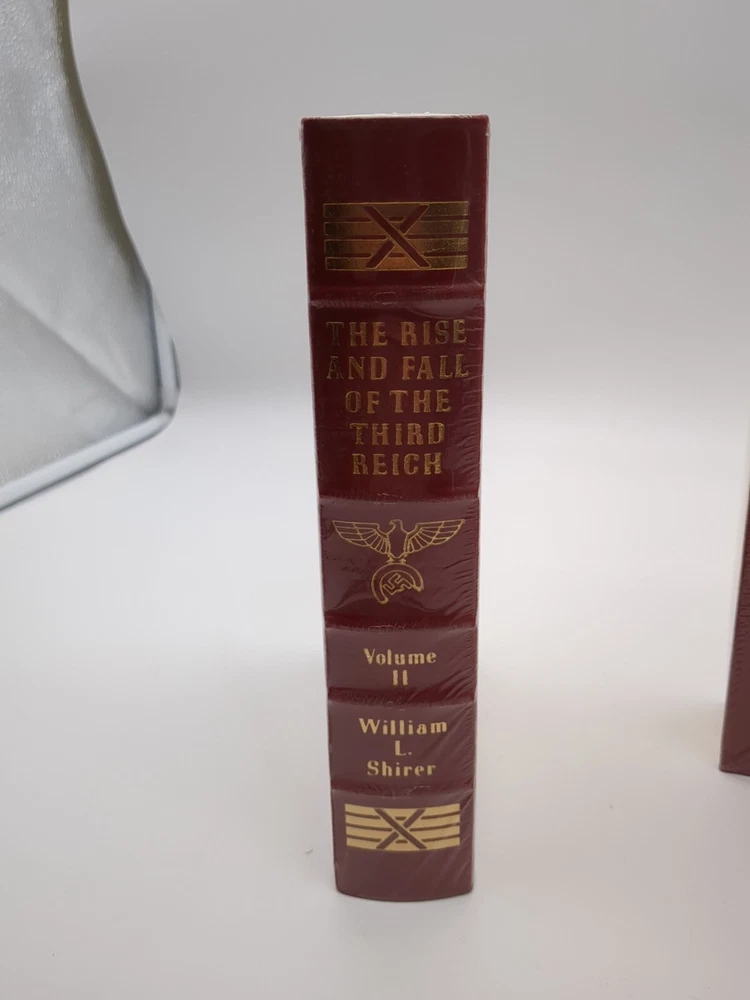 THE RISE
AND FALL
OF THE
THIRD
REICH
Volume
II
William
L.
Shirer